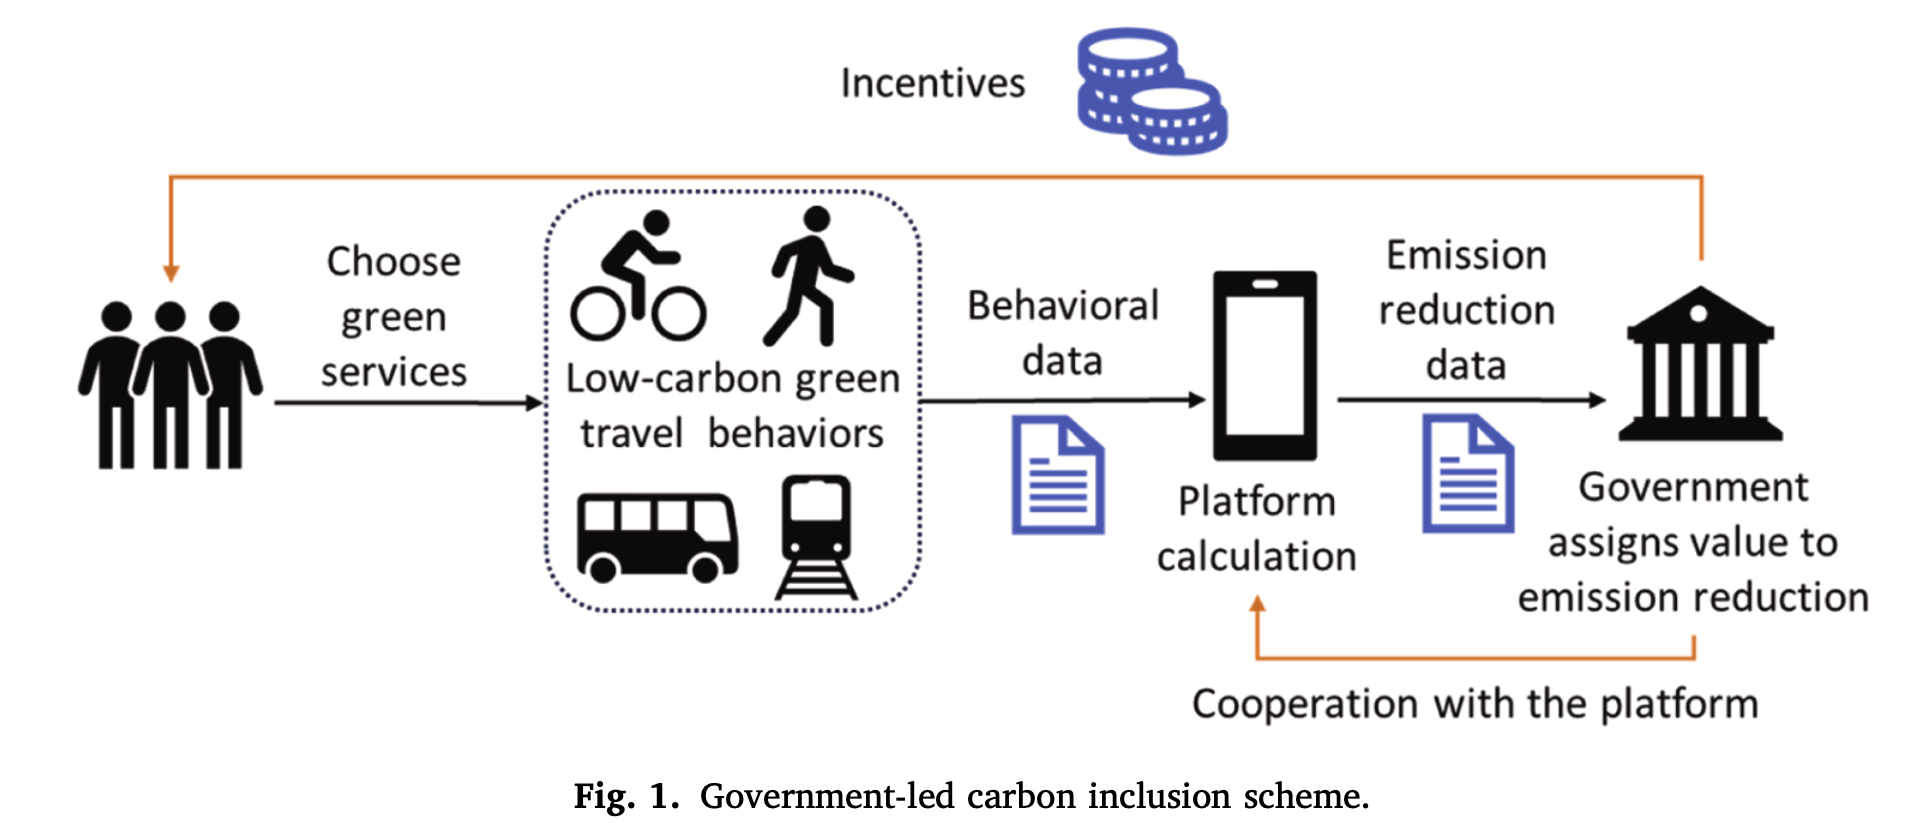 Incentives
Choose
green
services
Low-carbon green
travel behaviors
Behavioral
data
Platform
calculation
Emission
reduction
data
Government
assigns value to
emission reduction
Cooperation with the platform
Fig. 1. Government-led carbon inclusion scheme.